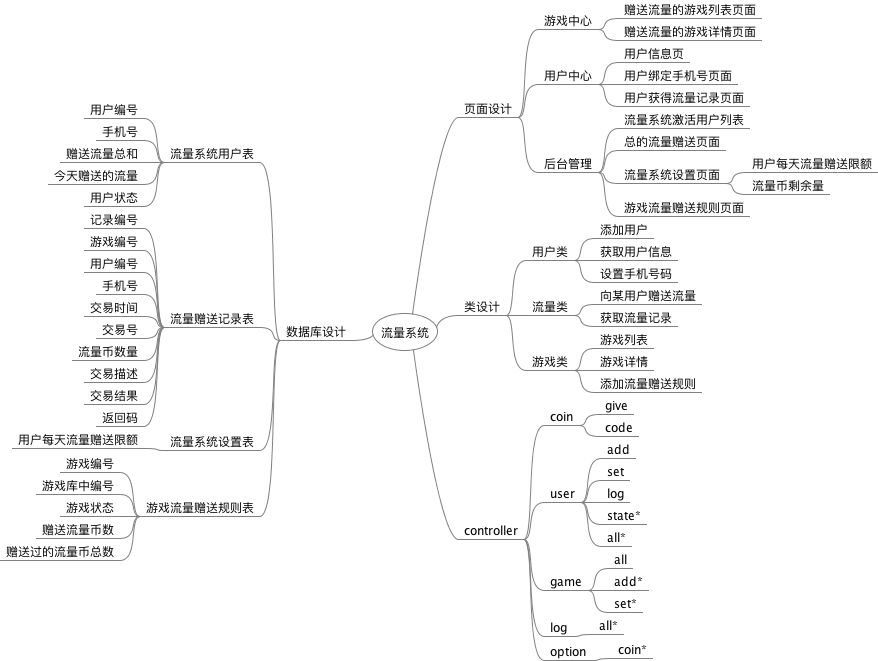 流量系统
页面设计
游戏中心
赠送流量的游戏列表页面
赠送流量的游戏详情页面
用户中心
用户信息页
用户绑定手机号页面
用户获得流量记录页面
后台管理
流量系统激活用户列表
总的流量赠送页面
流量系统设置页面
用户每天流量赠送限额
流量币剩余量
游戏流量赠送规则页面
类设计
用户类
添加用户
获取用户信息
设置手机号码
流量类
向某用户赠送流量
获取流量记录
游戏类
游戏列表
游戏详情
添加流量赠送规则
controller
coin
give
code
user
add
set
log
state*
all*
game
all
add*
set*
log
all*
option
coin*
数据库设计
流量系统用户表
用户编号
手机号
赠送流量总和
今天赠送的流量
用户状态
流量赠送记录表
记录编号
游戏编号
用户编号
手机号
交易时间
交易号
流量币数量
交易描述
交易结果
返回码
流量系统设置表
用户每天流量赠送限额
游戏流量赠送规则表
游戏编号
游戏库中编号
游戏状态
赠送流量币数
赠送过的流量币总数